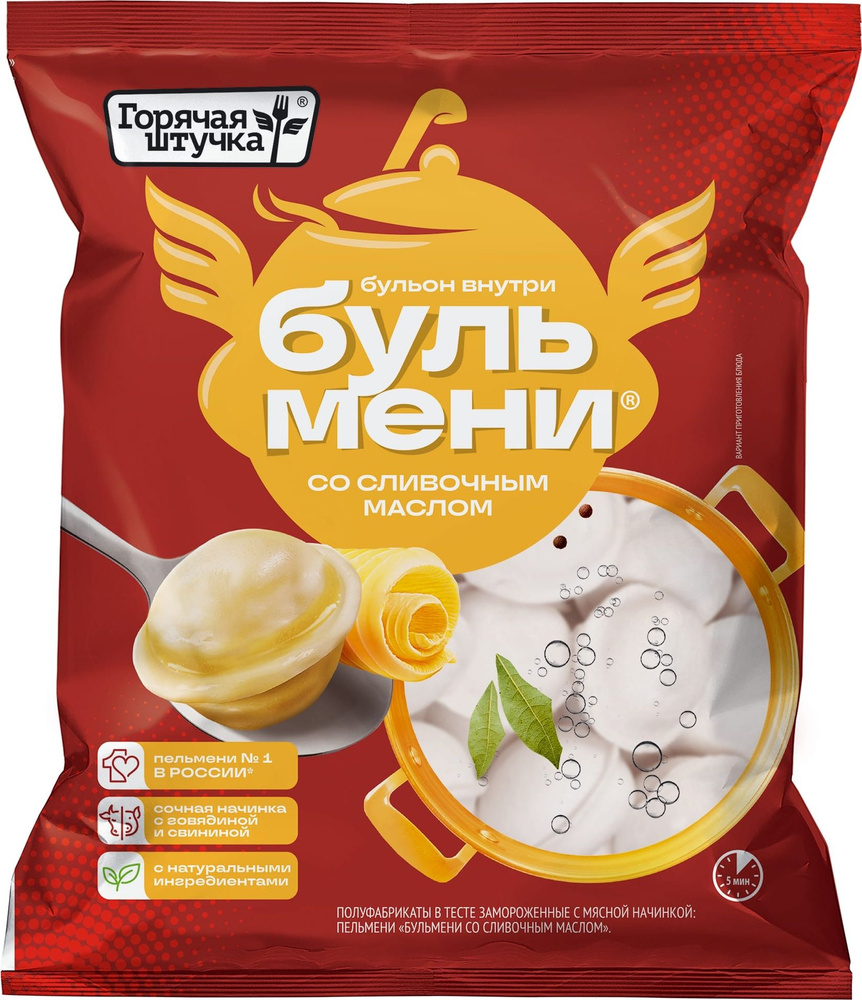 Горячая
штучка ®
бульон внутри
буль
мени®
со сливочным
маслом
ВАРИАНТ ПРИГОТОВЛЕНИЯ БЛЮДА
пельмени № 1
в России*
сочная начинка
с говядиной
и свининой
с натуральными
ингредиентами
5 мин
ПОЛУФАБРИКАТЫ В ТЕСТЕ ЗАМОРОЖЕННЫЕ С МЯСНОЙ НАЧИНКОЙ:
ПЕЛЬМЕНИ «БУЛЬМЕНИ СО СЛИВОЧНЫМ МАСЛОМ».